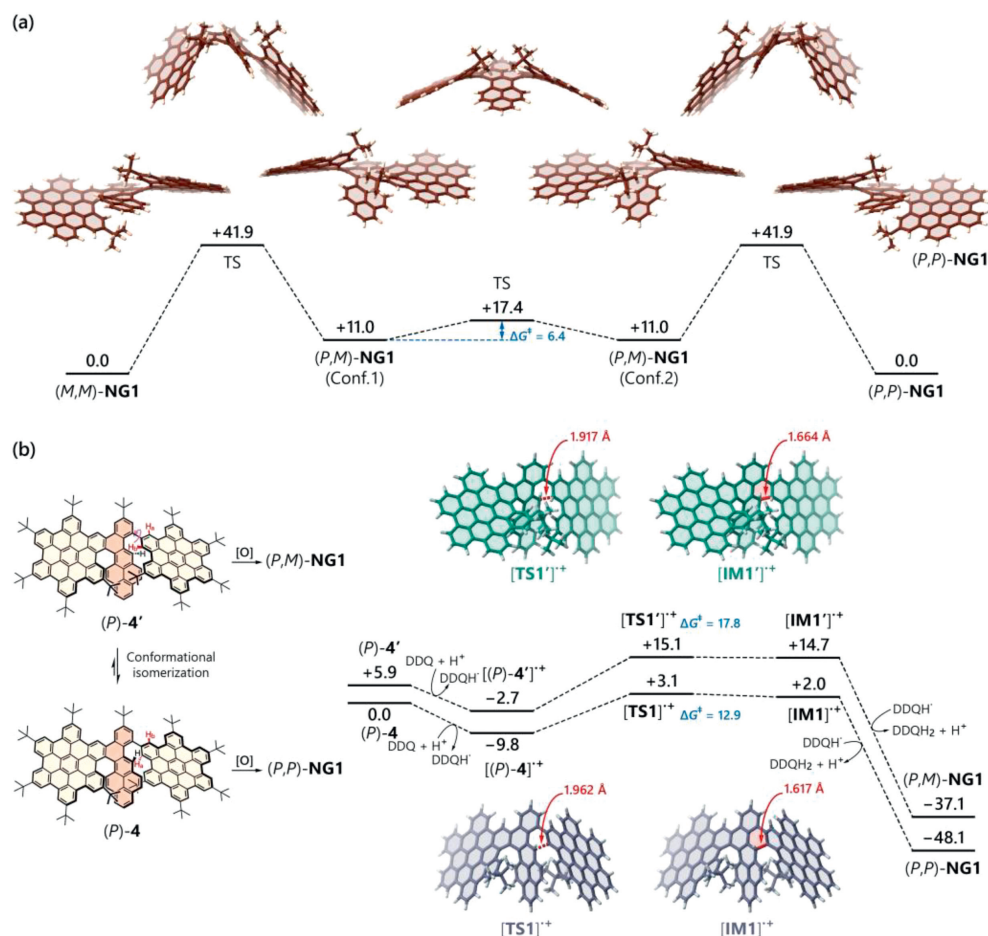 (a)
+41.9
TS
TS
+17.4
ΔG‡ = 6.4
+41.9
TS
(P,P)-NG1
0.0
(M,M)-NG1
+11.0
(P,M)-NG1
(Conf.1)
+11.0
(P,M)-NG1
(Conf.2)
0.0
(P,P)-NG1
(b)
1.917 Å
1.664 Å
[TS1']·+
[IM1']·+
Ha
Hb
H
[O]
(P,M)-NG1
(P)-4'
Conformational
isomerization
Hb
H
Ha
[O]
(P,P)-NG1
(P)-4
(P)-4'
+5.9
DDQ + H+
DDQH·
[(P)-4']·+
−2.7
[TS1']·+ ΔG‡ = 17.8
+15.1
[IM1']·+
+14.7
0.0
(P)-4
DDQ + H+
DDQH·
−9.8
[(P)-4]·+
+3.1
[TS1]·+ ΔG‡ = 12.9
+2.0
[IM1]·+
DDQH·
DDQH2 + H+
DDQH·
DDQH2 + H+
(P,M)-NG1
−37.1
−48.1
(P,P)-NG1
1.962 Å
1.617 Å
[TS1]·+
[IM1]·+